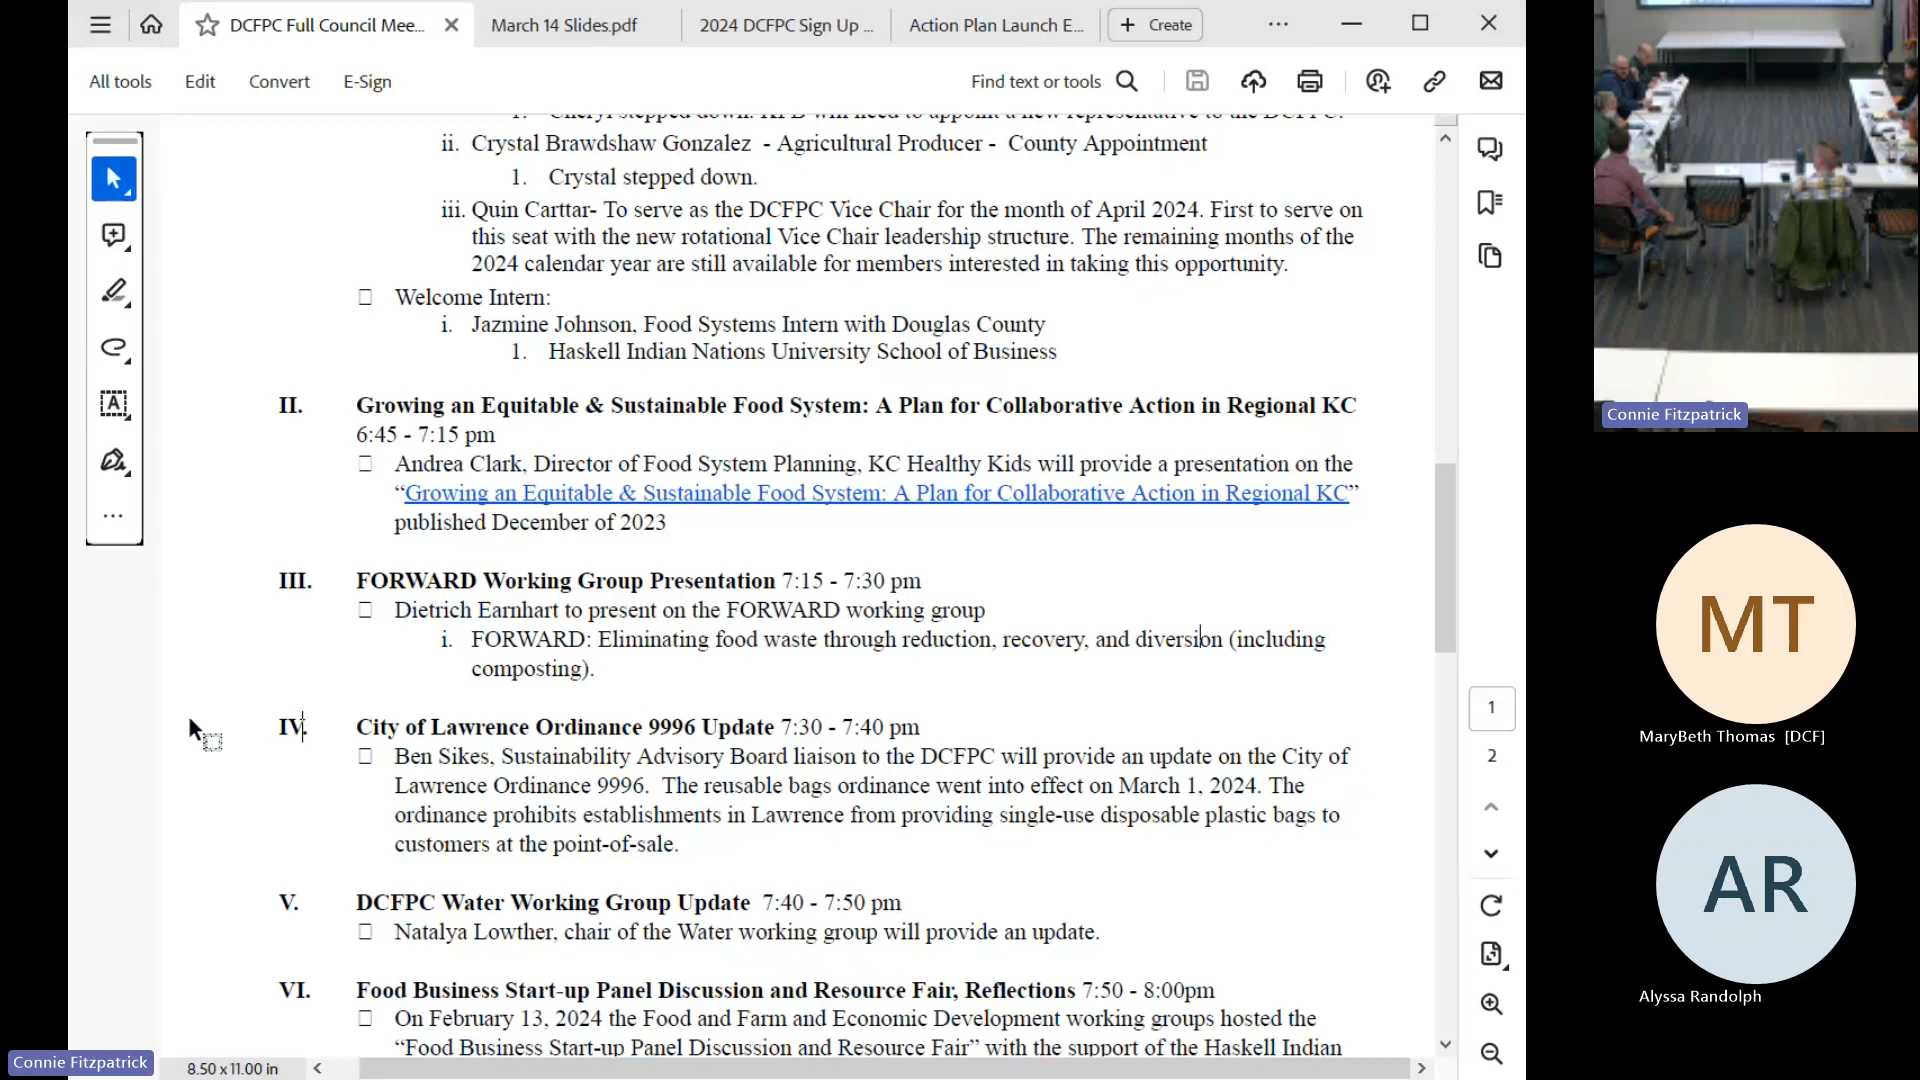 DCFPC Full Council Mee...
March 14 Slides.pdf
2024 DCFPC Sign Up ...
Action Plan Launch E...
+ Create
All tools
Edit
Convert
E-Sign
Find text or tools
1. Cheryl stepped down. AFB will need to appoint a new representative to the DCFPC.
ii. Crystal Brawdshaw Gonzalez - Agricultural Producer - County Appointment
1. Crystal stepped down.
iii. Quin Carttar- To serve as the DCFPC Vice Chair for the month of April 2024. First to serve on
this seat with the new rotational Vice Chair leadership structure. The remaining months of the
2024 calendar year are still available for members interested in taking this opportunity.
Welcome Intern:
i. Jazmine Johnson, Food Systems Intern with Douglas County
1. Haskell Indian Nations University School of Business
II. Growing an Equitable & Sustainable Food System: A Plan for Collaborative Action in Regional KC
6:45 - 7:15 pm
Andrea Clark, Director of Food System Planning, KC Healthy Kids will provide a presentation on the
“Growing an Equitable & Sustainable Food System: A Plan for Collaborative Action in Regional KC”
published December of 2023
III. FORWARD Working Group Presentation 7:15 - 7:30 pm
Dietrich Earnhart to present on the FORWARD working group
i. FORWARD: Eliminating food waste through reduction, recovery, and diversion (including
composting).
IV. City of Lawrence Ordinance 9996 Update 7:30 - 7:40 pm
Ben Sikes, Sustainability Advisory Board liaison to the DCFPC will provide an update on the City of
Lawrence Ordinance 9996. The reusable bags ordinance went into effect on March 1, 2024. The
ordinance prohibits establishments in Lawrence from providing single-use disposable plastic bags to
customers at the point-of-sale.
V. DCFPC Water Working Group Update 7:40 - 7:50 pm
Natalya Lowther, chair of the Water working group will provide an update.
VI. Food Business Start-up Panel Discussion and Resource Fair, Reflections 7:50 - 8:00pm
On February 13, 2024 the Food and Farm and Economic Development working groups hosted the
“Food Business Start-up Panel Discussion and Resource Fair” with the support of the Haskell Indian
8.50 x 11.00 in
1
2
Connie Fitzpatrick
Connie Fitzpatrick
MT
MaryBeth Thomas [DCF]
AR
Alyssa Randolph